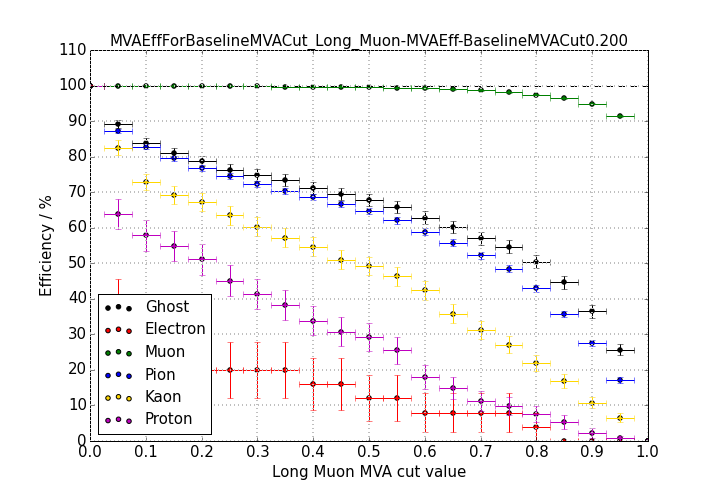 MVAEffForBaselineMVACut_Long_Muon-MVAEff-BaselineMVACut0.200
110
100
90
80
70
60
50
40
30
20
10
0
Efficiency / %
Ghost
Electron
Muon
Pion
Kaon
Proton
0.0 0.1 0.2 0.3 0.4 0.5 0.6 0.7 0.8 0.9 1.0
Long Muon MVA cut value